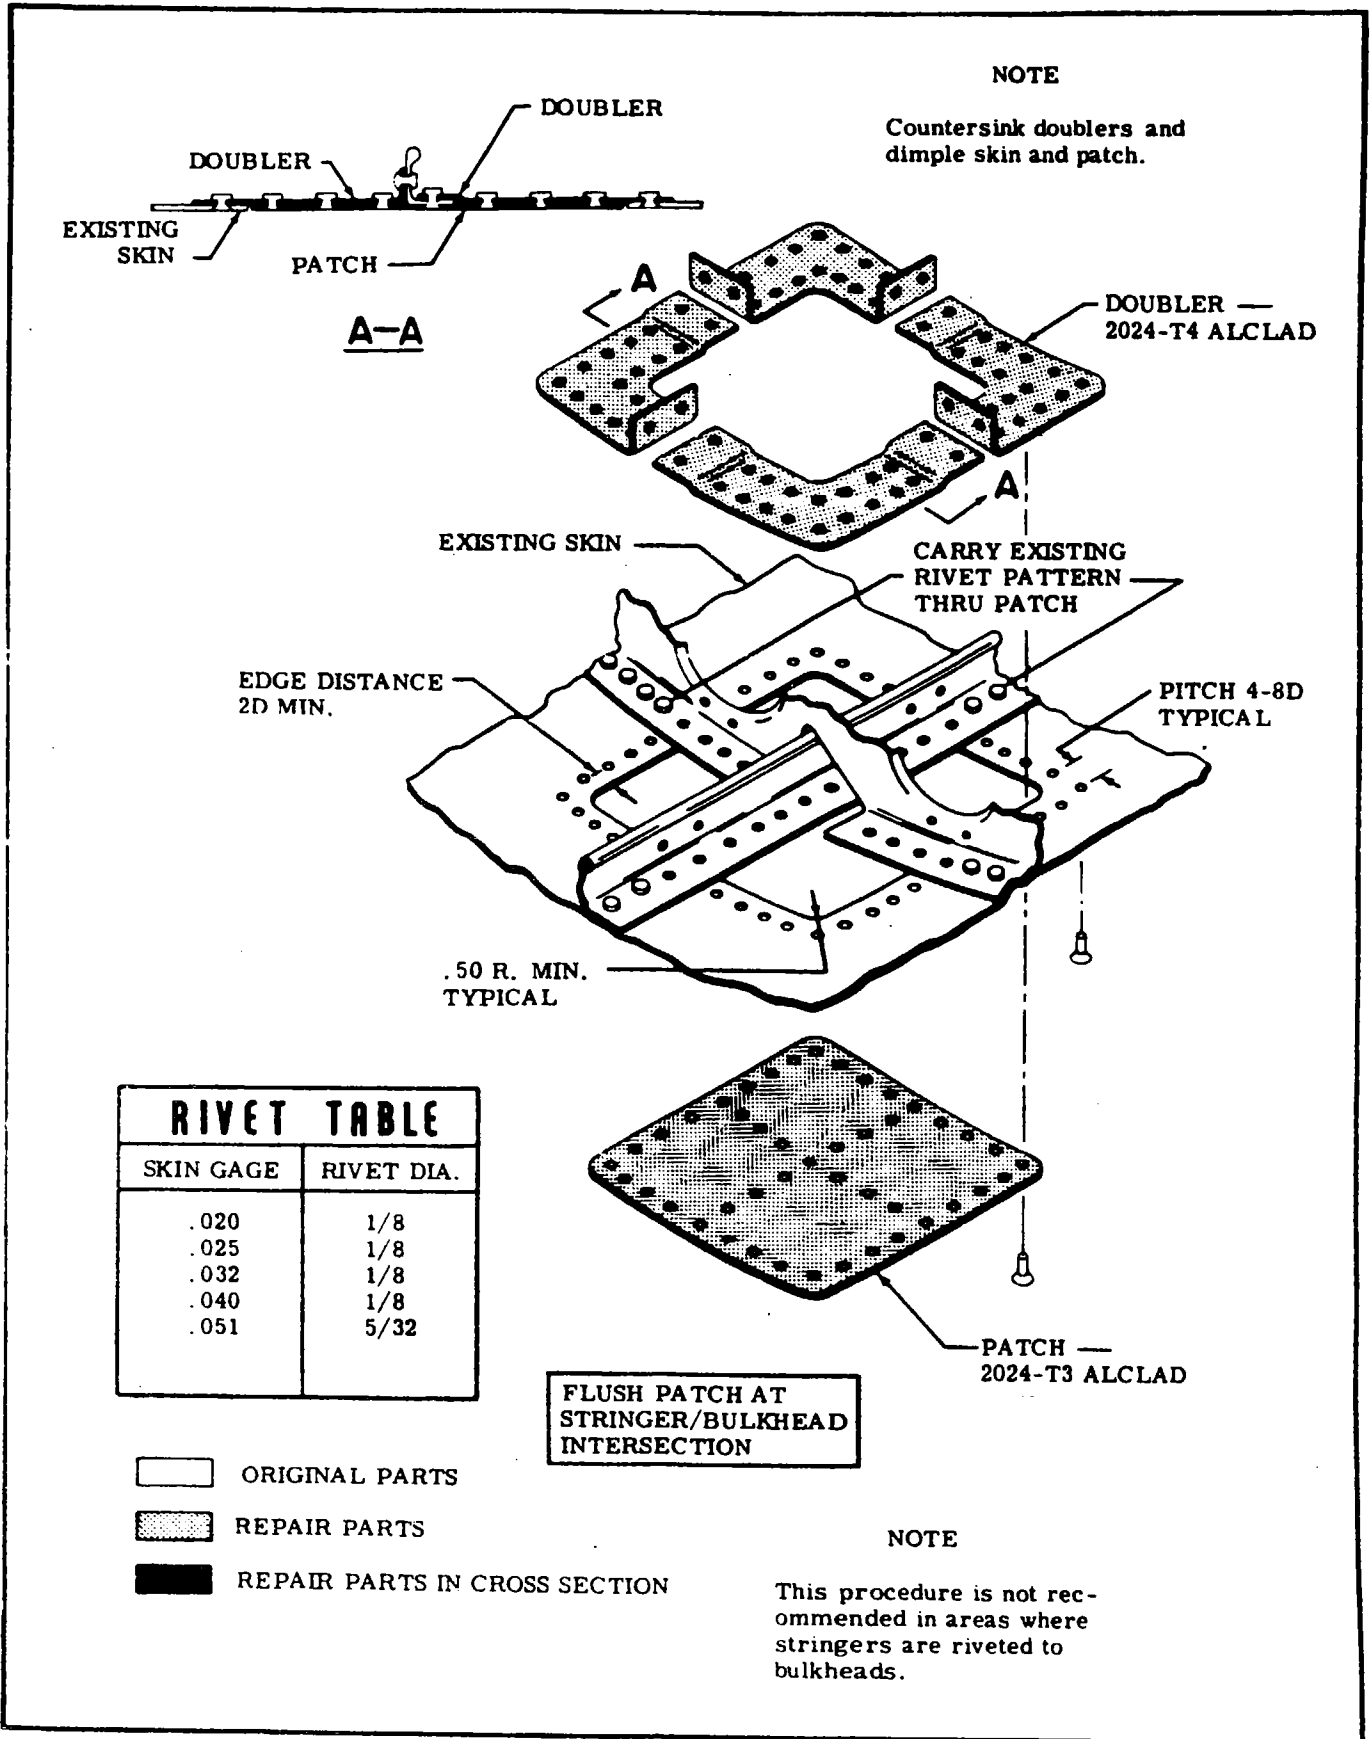 NOTE
Countersink doublers and
dimple skin and patch.
DOUBLER
DOUBLER
EXISTING
SKIN
PATCH
A-A
A
DOUBLER —
2024-T4 ALCLAD
A
EXISTING SKIN
CARRY EXISTING
RIVET PATTERN
THRU PATCH
EDGE DISTANCE
2D MIN.
PITCH 4-8D
TYPICAL
.50 R. MIN.
TYPICAL
RIVET TABLE
SKIN GAGE RIVET DIA.
.020 1/8
.025 1/8
.032 1/8
.040 1/8
.051 5/32
PATCH —
2024-T3 ALCLAD
FLUSH PATCH AT
STRINGER/BULKHEAD
INTERSECTION
ORIGINAL PARTS
REPAIR PARTS
REPAIR PARTS IN CROSS SECTION
NOTE
This procedure is not rec-
ommended in areas where
stringers are riveted to
bulkheads.